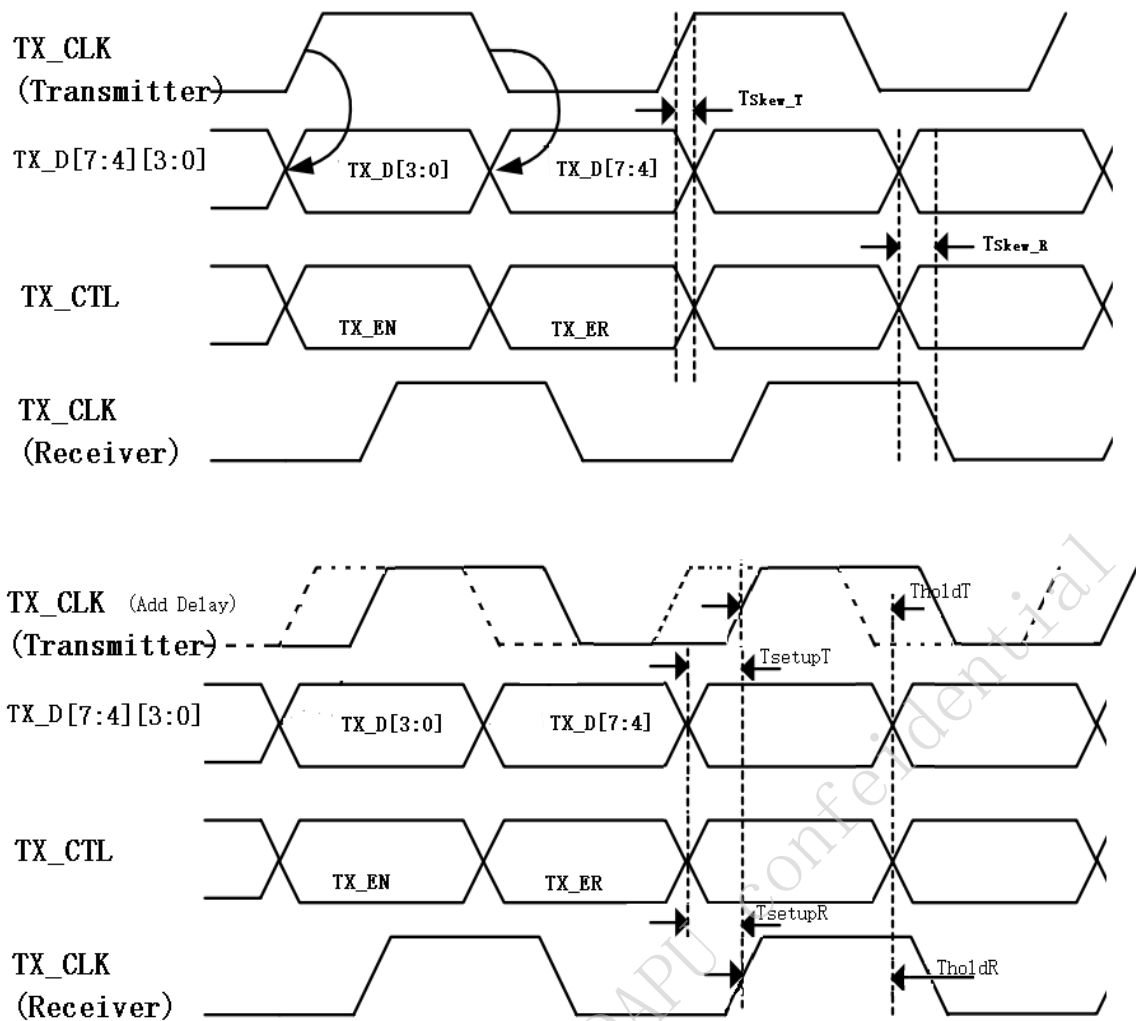 TX_CLK
(Transmitter)
Tskew_T
TX_D[7:4][3:0]
TX_D[3:0]
TX_D[7:4]
Tskew_R
TX_CTL
TX_EN
TX_ER
TX_CLK
(Receiver)
TX_CLK (Add Delay)
(Transmitter)
TholdT
TsetupT
TX_D[7:4][3:0]
TX_D[3:0]
TX_D[7:4]
TX_CTL
TX_EN
TX_ER
TsetupR
TX_CLK
(Receiver)
TholdR
DAPU Confeidential